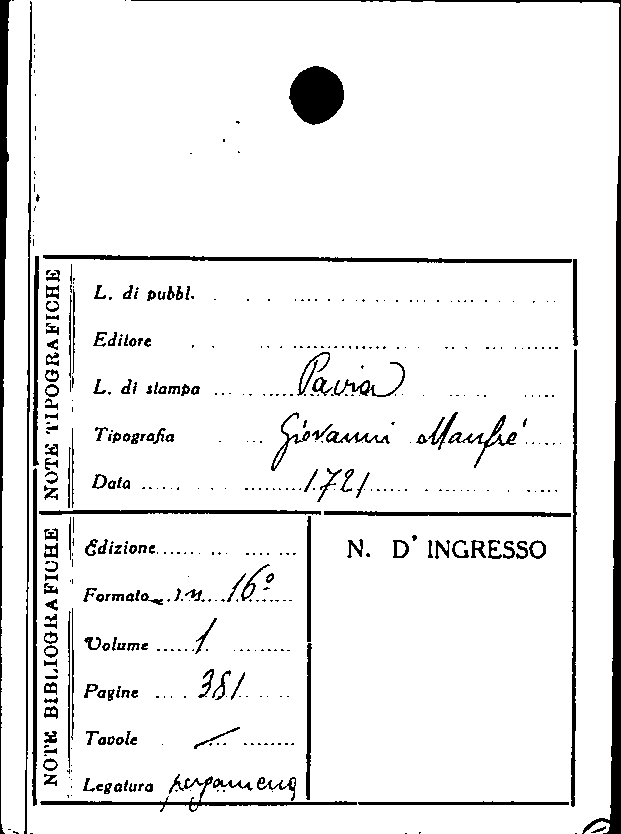 NOTE TIPOGRAFICHE
L. di pubbl.
Editore
L. di stampa Pavia
Tipografia Giovanni Manfré
Data 1721
NOTE BIBLIOGRAFICHE
Edizione
Formato in 16°
Volume 1
Pagine 381
Tavole —
Legatura pergamena
N. D' INGRESSO